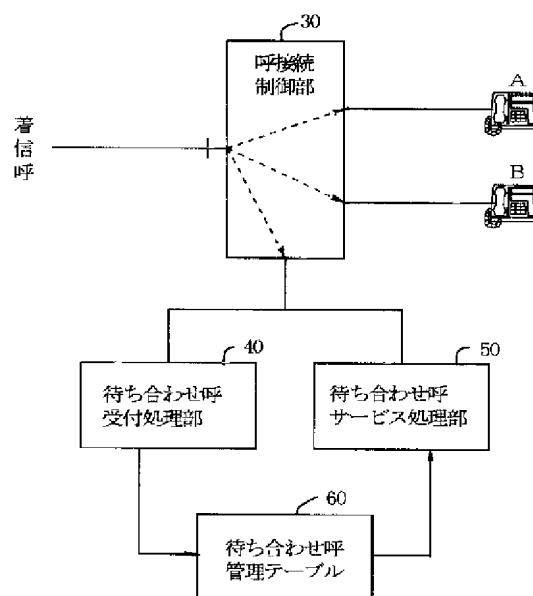 30
呼接続
制御部
A
着信呼
B
40
待ち合わせ呼
受付処理部
50
待ち合わせ呼
サービス処理部
60
待ち合わせ呼
管理テーブル